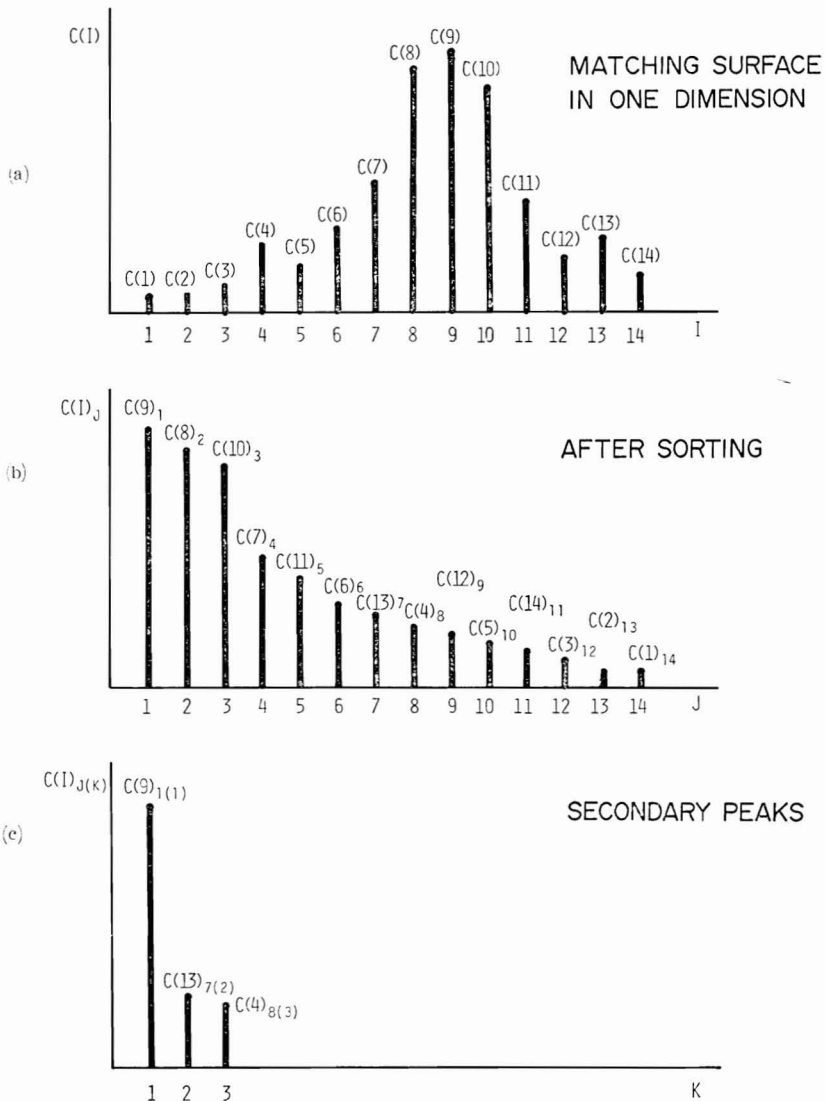 C(I)
MATCHING SURFACE
IN ONE DIMENSION
(a)
C(1) C(2) C(3) C(4) C(5) C(6) C(7) C(8) C(9) C(10) C(11) C(12) C(13) C(14)
1 2 3 4 5 6 7 8 9 10 11 12 13 14 I
C(I)J
AFTER SORTING
(b)
C(9)1 C(8)2 C(10)3 C(7)4 C(11)5 C(6)6 C(13)7 C(4)8 C(12)9 C(5)10 C(14)11 C(3)12 C(2)13 C(1)14
1 2 3 4 5 6 7 8 9 10 11 12 13 14 J
C(I)J(K)
SECONDARY PEAKS
(c)
C(9)1(1) C(13)7(2) C(4)8(3)
1 2 3 K